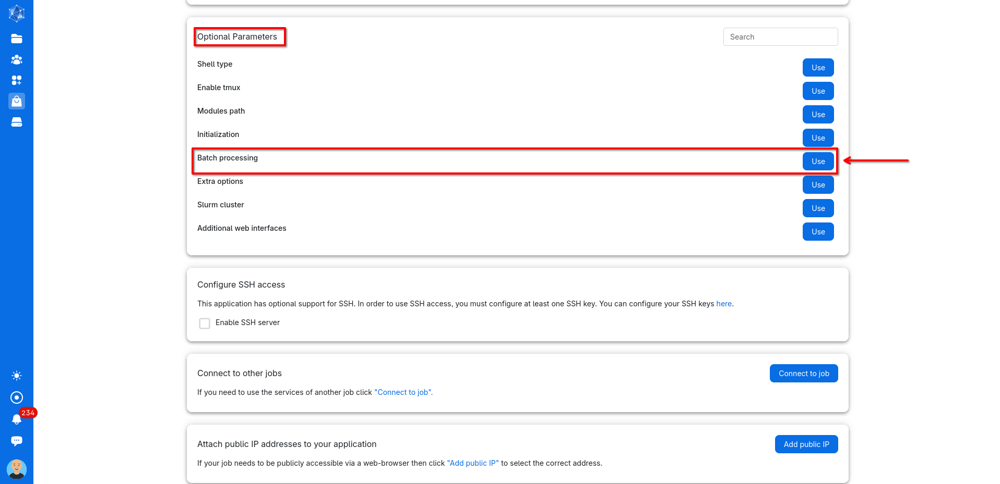 Optional Parameters
Search
Shell type
Use
Enable tmux
Use
Modules path
Use
Initialization
Use
Batch processing
Use
Extra options
Use
Slurm cluster
Use
Additional web interfaces
Use
Configure SSH access
This application has optional support for SSH. In order to use SSH access, you must configure at least one SSH key. You can configure your SSH keys here.
Enable SSH server
Connect to other jobs
Connect to job
If you need to use the services of another job click "Connect to job".
234
Attach public IP addresses to your application
Add public IP
If your job needs to be publicly accessible via a web-browser then click "Add public IP" to select the correct address.